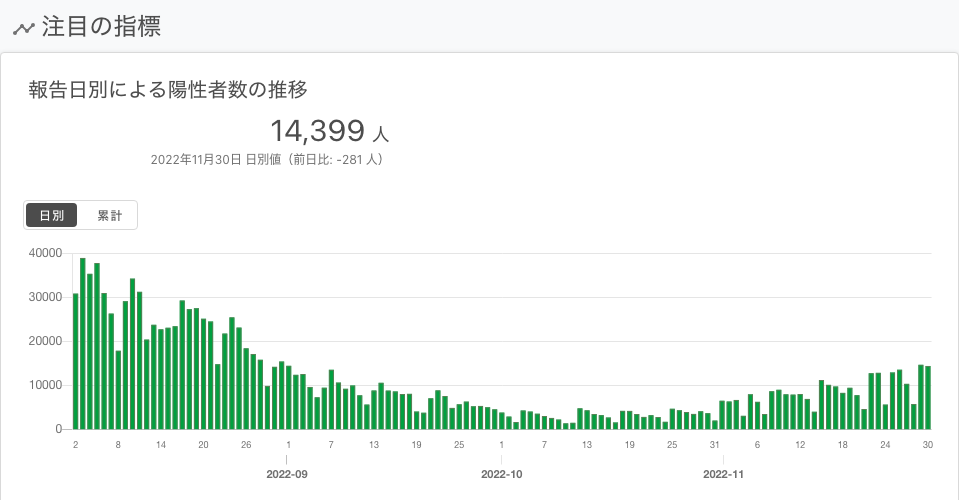 注目の指標
報告日別による陽性者数の推移
14,399 人
2022年11月30日 日別値（前日比: -281 人）
日別 累計
40000
30000
20000
10000
0
2 8 14 20 26 1 7 13 19 25 1 7 13 19 25 31 6 12 18 24 30
2022-09 2022-10 2022-11